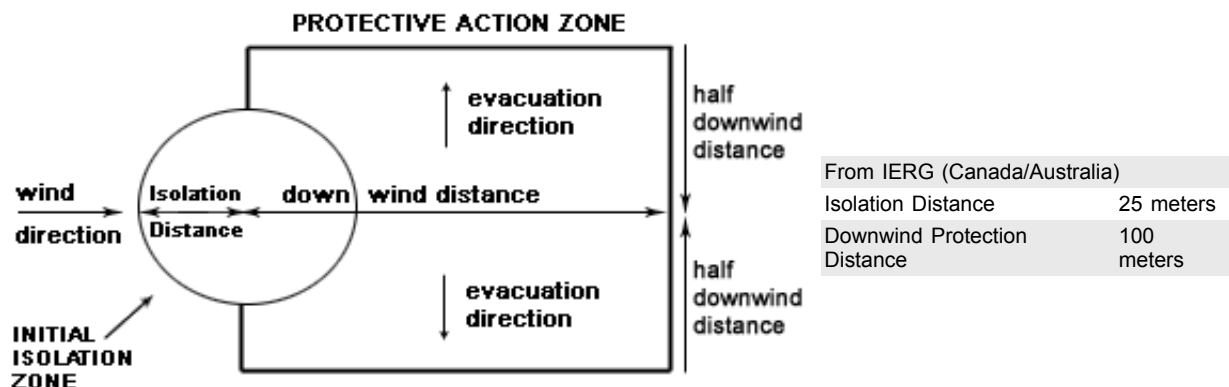 PROTECTIVE ACTION ZONE
evacuation
direction
half
downwind
distance
wind
direction
Isolation
Distance
down wind distance
evacuation
direction
half
downwind
distance
INITIAL
ISOLATION
ZONE
From IERG (Canada/Australia)
Isolation Distance 25 meters
Downwind Protection 100
Distance meters